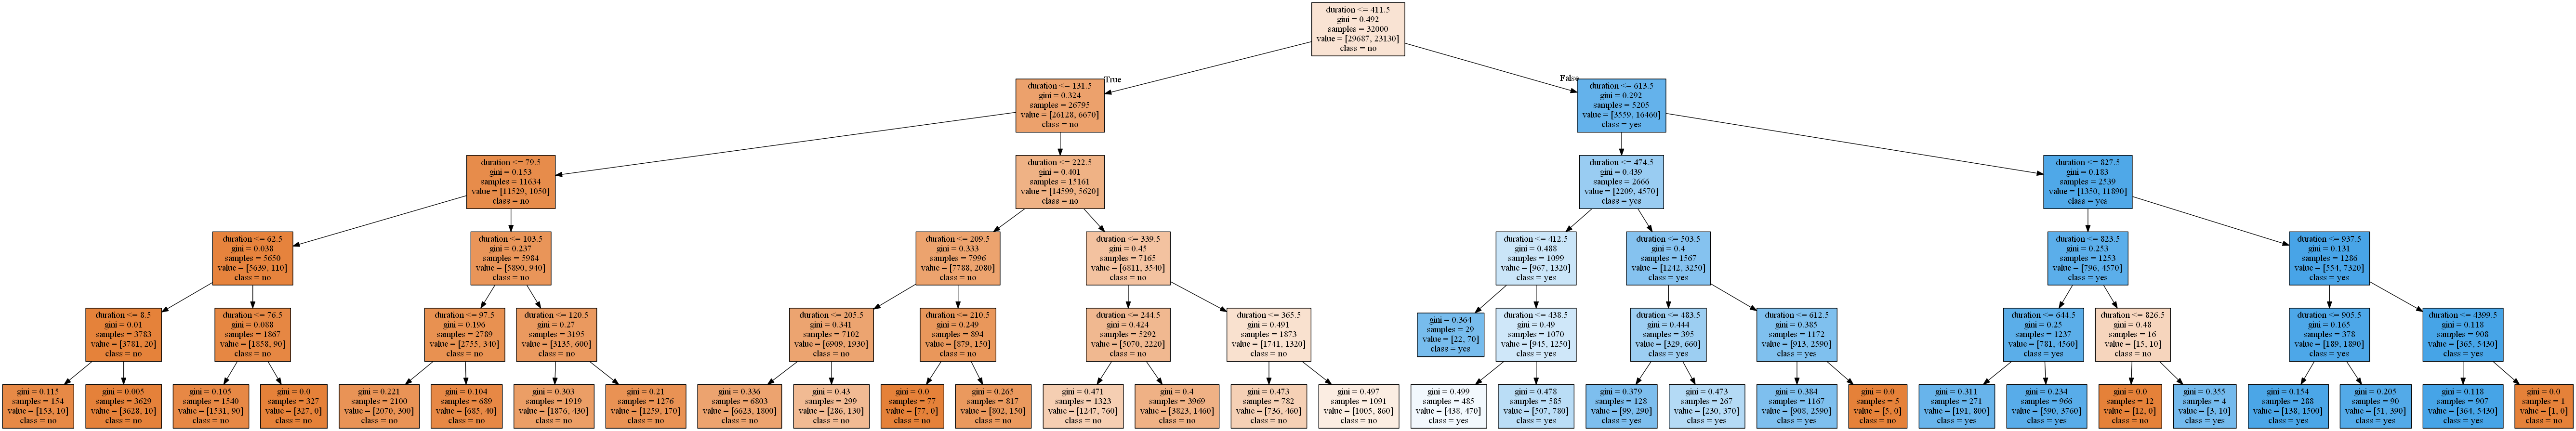 duration <= 411.5
gini = 0.492
samples = 32000
value = [29687, 23130]
class = no
True
False
duration <= 131.5
gini = 0.324
samples = 26795
value = [26128, 6670]
class = no
duration <= 613.5
gini = 0.292
samples = 5205
value = [3559, 16460]
class = yes
duration <= 79.5
gini = 0.153
samples = 11634
value = [11529, 1050]
class = no
duration <= 222.5
gini = 0.401
samples = 15161
value = [14599, 5620]
class = no
duration <= 474.5
gini = 0.439
samples = 2666
value = [2209, 4570]
class = yes
duration <= 827.5
gini = 0.183
samples = 2539
value = [1350, 11890]
class = yes
duration <= 62.5
gini = 0.038
samples = 5650
value = [5639, 110]
class = no
duration <= 103.5
gini = 0.237
samples = 5984
value = [5890, 940]
class = no
duration <= 209.5
gini = 0.333
samples = 7996
value = [7788, 2080]
class = no
duration <= 339.5
gini = 0.45
samples = 7165
value = [6811, 3540]
class = no
duration <= 412.5
gini = 0.488
samples = 1099
value = [967, 1320]
class = yes
duration <= 503.5
gini = 0.4
samples = 1567
value = [1242, 3250]
class = yes
duration <= 823.5
gini = 0.253
samples = 1253
value = [796, 4570]
class = yes
duration <= 937.5
gini = 0.131
samples = 1286
value = [554, 7320]
class = yes
duration <= 8.5
gini = 0.01
samples = 3783
value = [3781, 20]
class = no
duration <= 76.5
gini = 0.088
samples = 1867
value = [1858, 90]
class = no
duration <= 97.5
gini = 0.196
samples = 2789
value = [2755, 340]
class = no
duration <= 120.5
gini = 0.27
samples = 3195
value = [3135, 600]
class = no
duration <= 205.5
gini = 0.341
samples = 7102
value = [6909, 1930]
class = no
duration <= 210.5
gini = 0.249
samples = 894
value = [879, 150]
class = no
duration <= 244.5
gini = 0.424
samples = 5292
value = [5070, 2220]
class = no
duration <= 365.5
gini = 0.491
samples = 1873
value = [1741, 1320]
class = no
gini = 0.364
samples = 29
value = [22, 70]
class = yes
duration <= 438.5
gini = 0.49
samples = 1070
value = [945, 1250]
class = yes
duration <= 483.5
gini = 0.444
samples = 395
value = [329, 660]
class = yes
duration <= 612.5
gini = 0.385
samples = 1172
value = [913, 2590]
class = yes
duration <= 644.5
gini = 0.25
samples = 1237
value = [781, 4560]
class = yes
duration <= 826.5
gini = 0.48
samples = 16
value = [15, 10]
class = no
duration <= 905.5
gini = 0.165
samples = 378
value = [189, 1890]
class = yes
duration <= 4399.5
gini = 0.118
samples = 908
value = [365, 5430]
class = yes
gini = 0.115
samples = 154
value = [153, 10]
class = no
gini = 0.005
samples = 3629
value = [3628, 10]
class = no
gini = 0.105
samples = 1540
value = [1531, 90]
class = no
gini = 0.0
samples = 327
value = [327, 0]
class = no
gini = 0.221
samples = 2100
value = [2070, 300]
class = no
gini = 0.104
samples = 689
value = [685, 40]
class = no
gini = 0.303
samples = 1919
value = [1876, 430]
class = no
gini = 0.21
samples = 1276
value = [1259, 170]
class = no
gini = 0.336
samples = 6803
value = [6623, 1800]
class = no
gini = 0.43
samples = 299
value = [286, 130]
class = no
gini = 0.0
samples = 77
value = [77, 0]
class = no
gini = 0.265
samples = 817
value = [802, 150]
class = no
gini = 0.471
samples = 1323
value = [1247, 760]
class = no
gini = 0.4
samples = 3969
value = [3823, 1460]
class = no
gini = 0.473
samples = 782
value = [736, 460]
class = no
gini = 0.497
samples = 1091
value = [1005, 860]
class = no
gini = 0.499
samples = 485
value = [438, 470]
class = yes
gini = 0.478
samples = 585
value = [507, 780]
class = yes
gini = 0.379
samples = 128
value = [99, 290]
class = yes
gini = 0.473
samples = 267
value = [230, 370]
class = yes
gini = 0.384
samples = 1167
value = [908, 2590]
class = yes
gini = 0.0
samples = 5
value = [5, 0]
class = no
gini = 0.311
samples = 271
value = [191, 800]
class = yes
gini = 0.234
samples = 966
value = [590, 3760]
class = yes
gini = 0.0
samples = 12
value = [12, 0]
class = no
gini = 0.355
samples = 4
value = [3, 10]
class = yes
gini = 0.154
samples = 288
value = [138, 1500]
class = yes
gini = 0.205
samples = 90
value = [51, 390]
class = yes
gini = 0.118
samples = 907
value = [364, 5430]
class = yes
gini = 0.0
samples = 1
value = [1, 0]
class = no